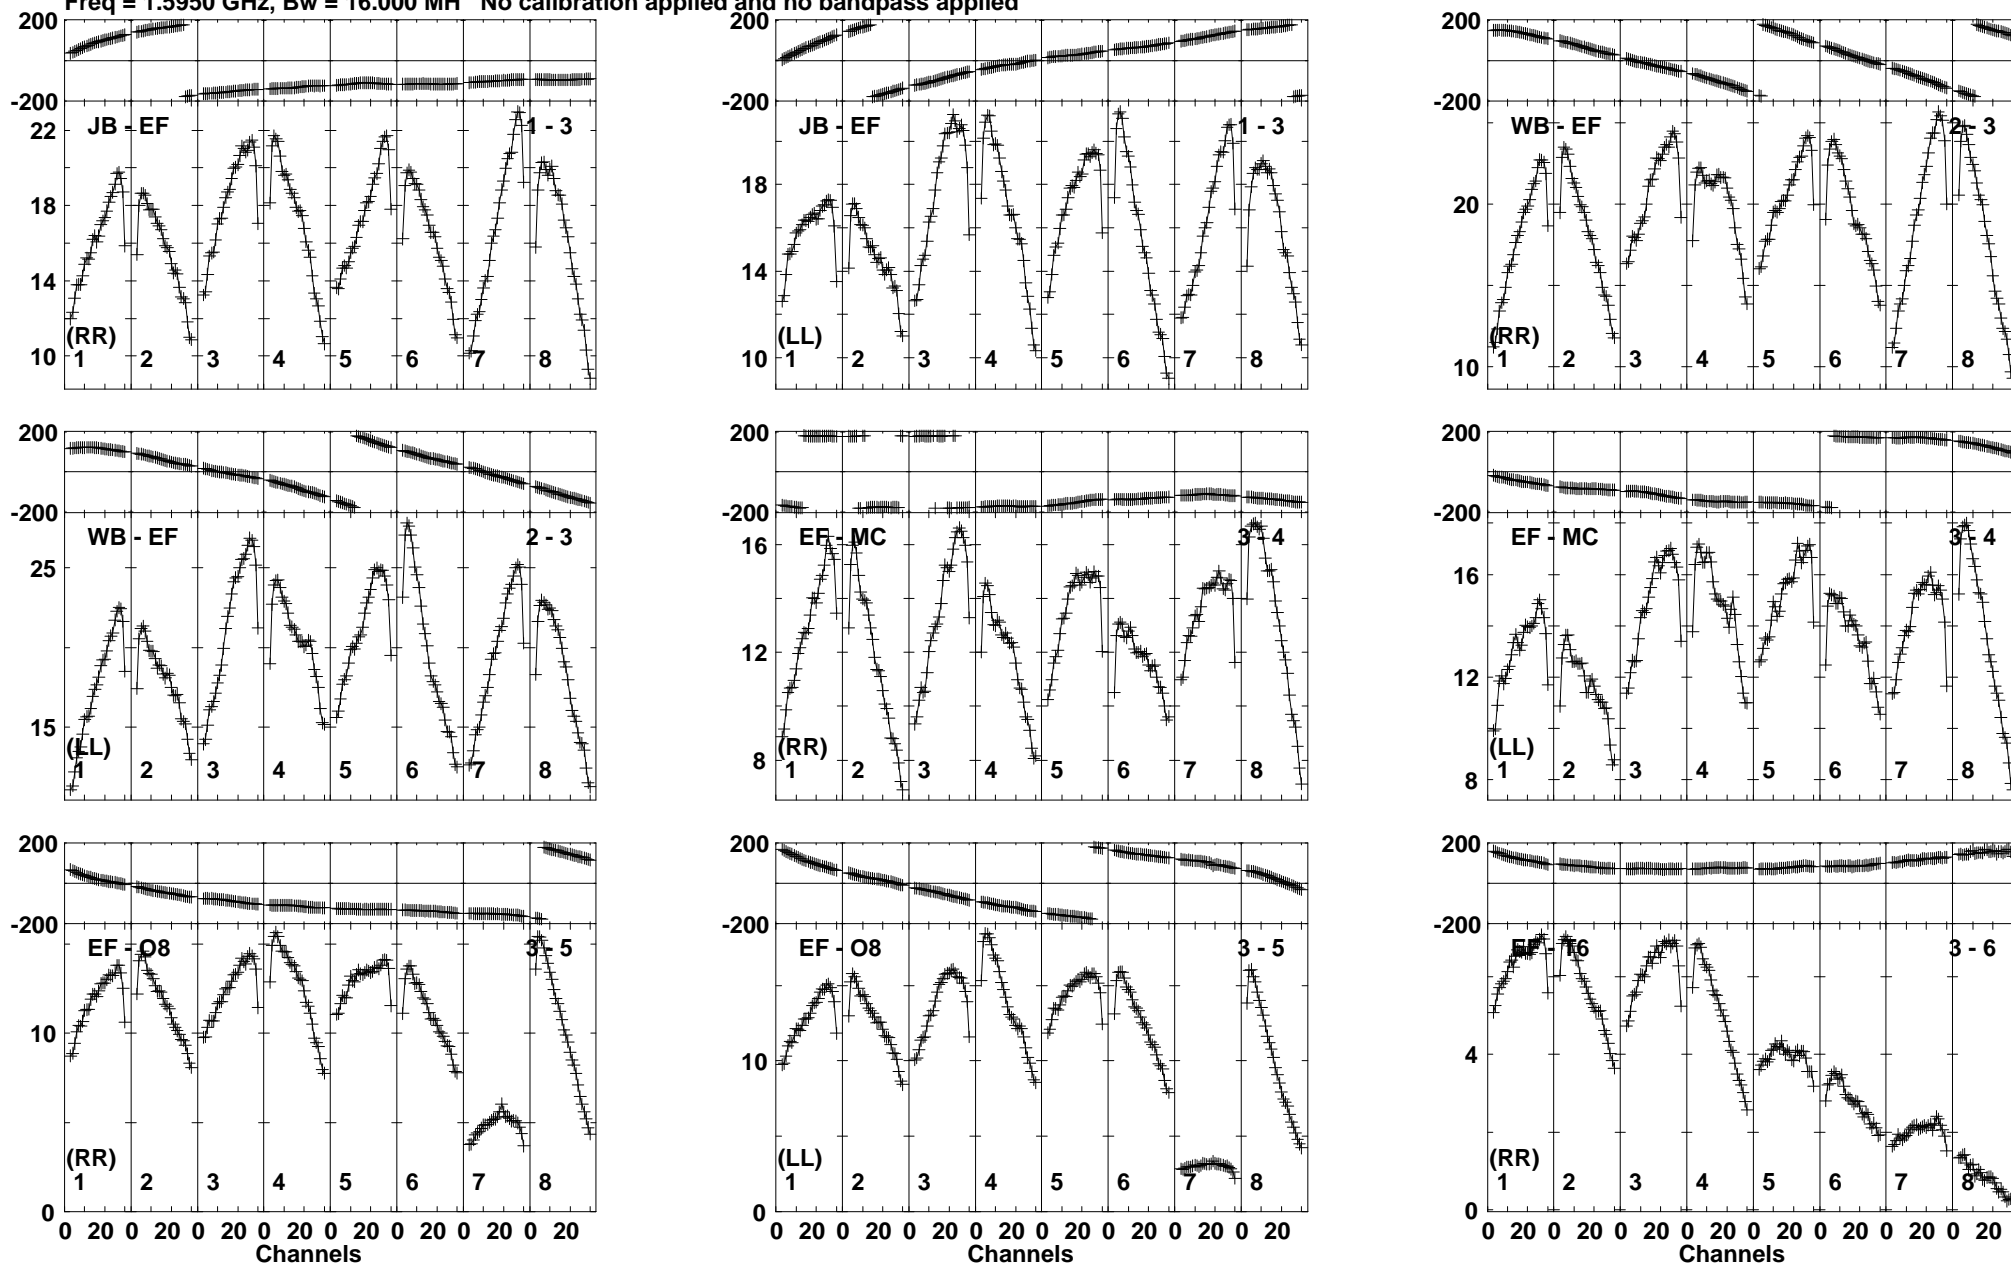 Freq = 1.5950 GHz, Bw = 16.000 MH No calibration applied and no bandpass applied
200 200 200
-200 -200 -200
JB - EF 1 - 3 JB - EF 1 - 3 WB - EF 2 - 3
22
18 18 20
14 14
(RR) (LL) (RR)
10 10 10
1 2 3 4 5 6 7 8 1 2 3 4 5 6 7 8 1 2 3 4 5 6 7 8
200 200 200
-200 -200 -200
WB - EF 2 - 3 EF - MC 3 - 4 EF - MC 3 - 4
25 16 16
15 12 12
(LL) (RR) (LL)
8 8
1 2 3 4 5 6 7 8 1 2 3 4 5 6 7 8 1 2 3 4 5 6 7 8
200 200 200
-200 -200 -200
EF - O8 3 - 5 EF - O8 3 - 5 EF - T6 3 - 6
10 10 4
(RR) (LL) (RR)
1 2 3 4 5 6 7 8 1 2 3 4 5 6 7 8 1 2 3 4 5 6 7 8
0 0 0
0 20 0 20 0 20 0 20 0 20 0 20 0 20 0 20 0 20 0 20 0 20 0 20 0 20 0 20 0 20 0 20 0 20 0 20 0 20 0 20 0 20 0 20 0 20 0 20
Channels Channels Channels